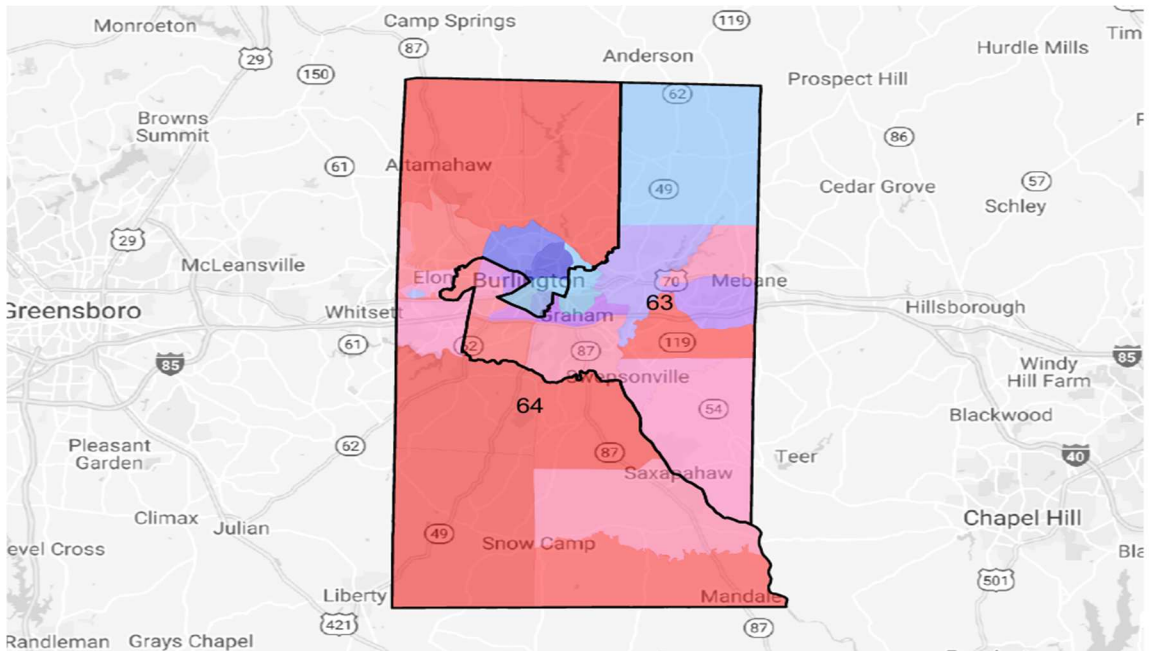 Camp Springs
119
Monroeton
87
Hurdle Mills
Tim
29
Anderson
150
Prospect Hill
62
Browns
Summit
86
61
Altamahaw
49
Cedar Grove
57
Schley
29
McLeansville
Elon
Burlington
70
Mebane
63
Greensboro
Whitsett
Graham
Hillsborough
61
62
87
119
85
85
Swepsonville
Windy
Hill Farm
64
54
Blackwood
Pleasant
Garden
62
87
Teer
40
Saxapahaw
Climax
Julian
49
Chapel Hill
evel Cross
Snow Camp
Bla
501
Liberty
Mandale
421
87
Randleman
Grays Chapel